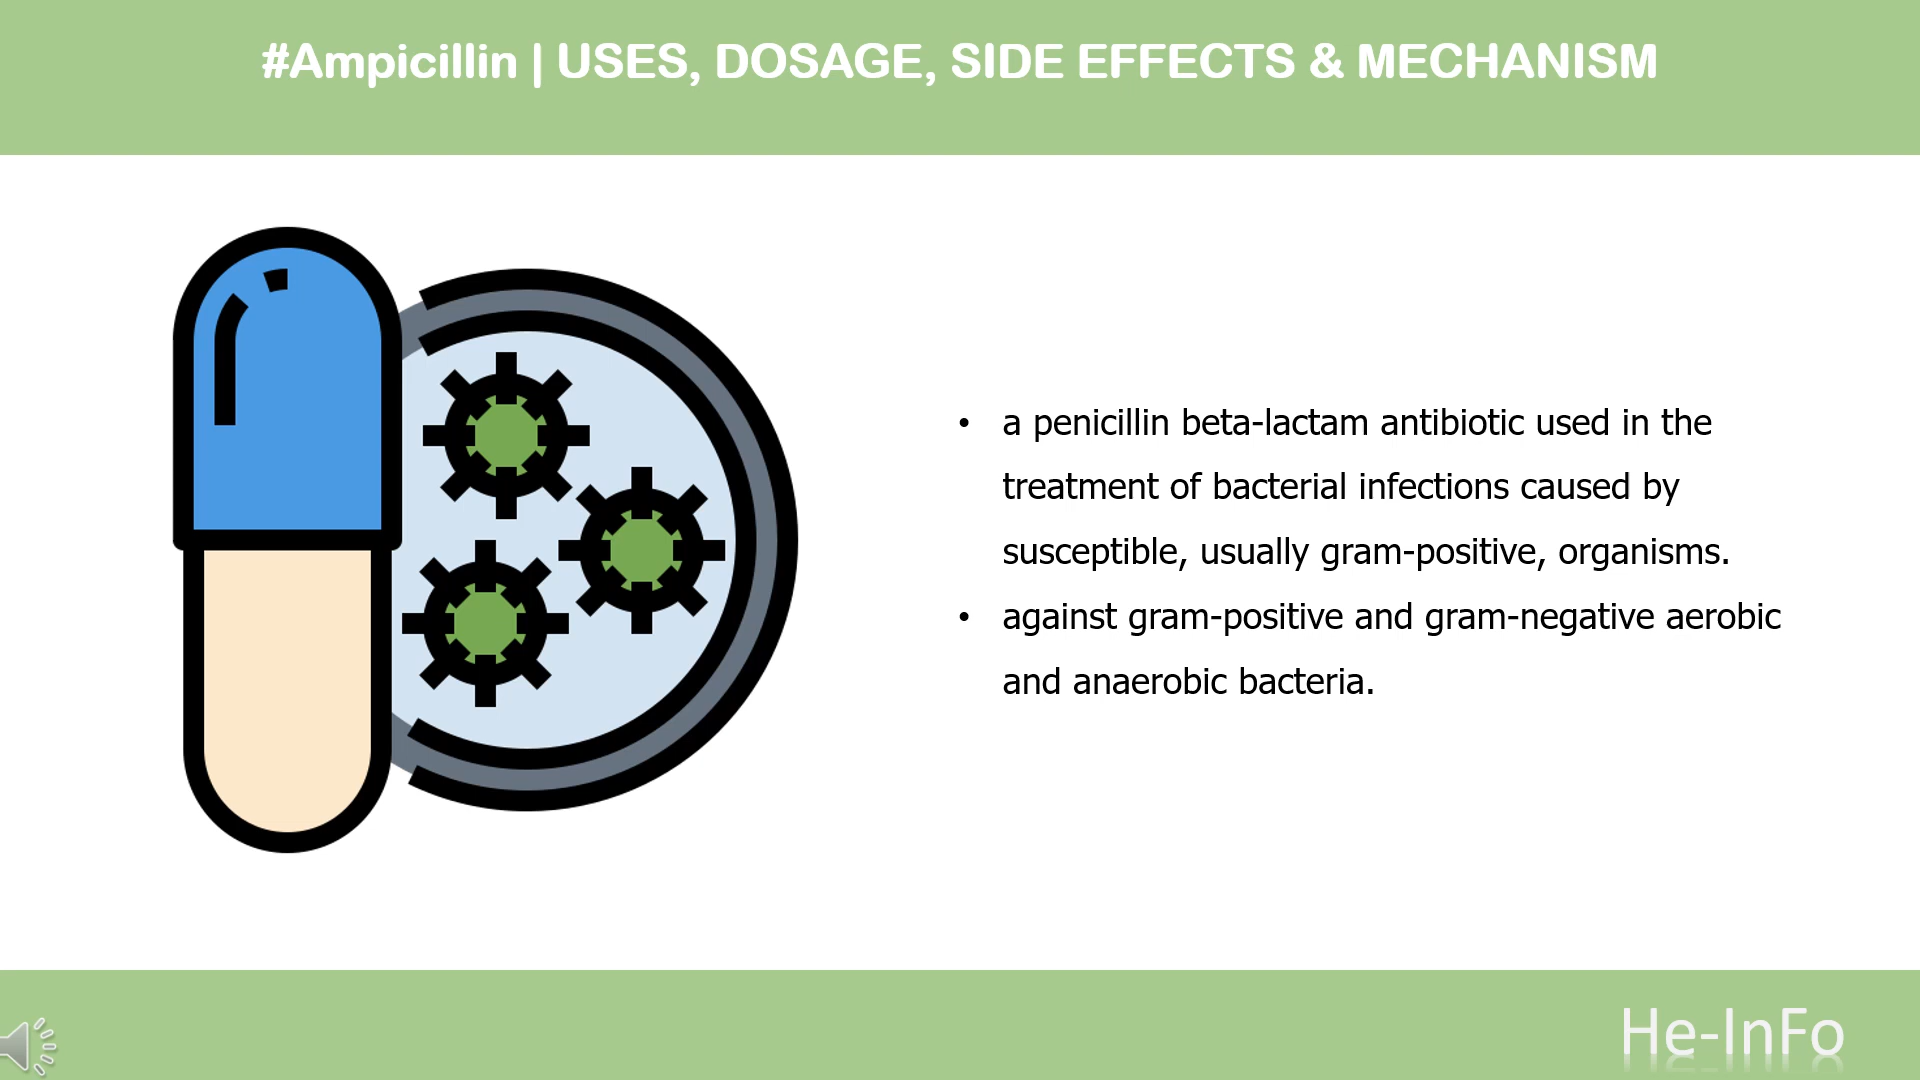 #Ampicillin | USES, DOSAGE, SIDE EFFECTS & MECHANISM
• a penicillin beta-lactam antibiotic used in the
treatment of bacterial infections caused by
susceptible, usually gram-positive, organisms.
• against gram-positive and gram-negative aerobic
and anaerobic bacteria.
He-InFo